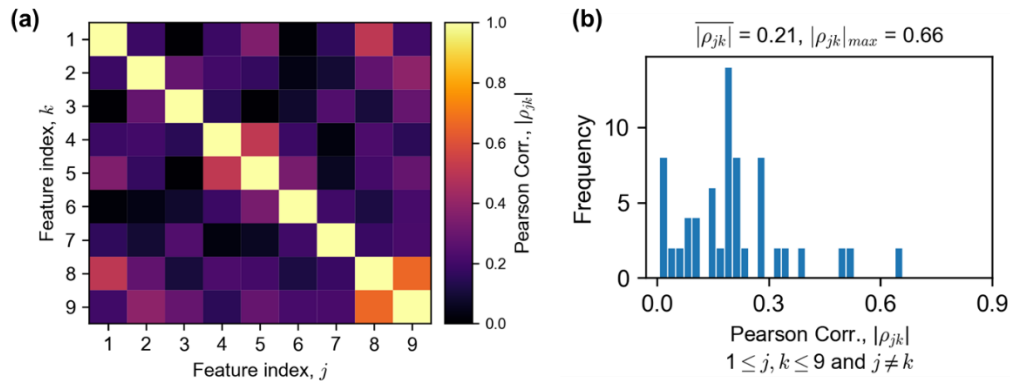 (a)
Feature index, k
1
2
3
4
5
6
7
8
9
1 2 3 4 5 6 7 8 9
Feature index, j
1.0
0.8
0.6
0.4
0.2
0.0
Pearson Corr., |ρjk|
(b)
|ρjk| = 0.21, |ρjk|max = 0.66
Frequency
10
5
0
0.0 0.3 0.6 0.9
Pearson Corr., |ρjk|
1 ≤ j, k ≤ 9 and j ≠ k